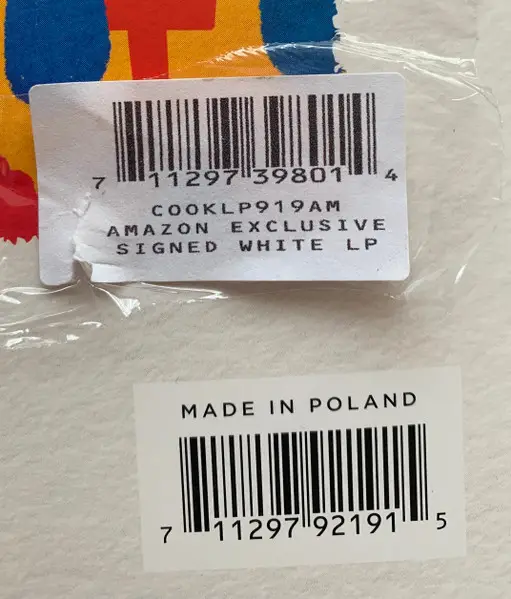 7 11297 39801 4
COOKLP919AM
AMAZON EXCLUSIVE
SIGNED WHITE LP
MADE IN POLAND
7 11297 92191 5